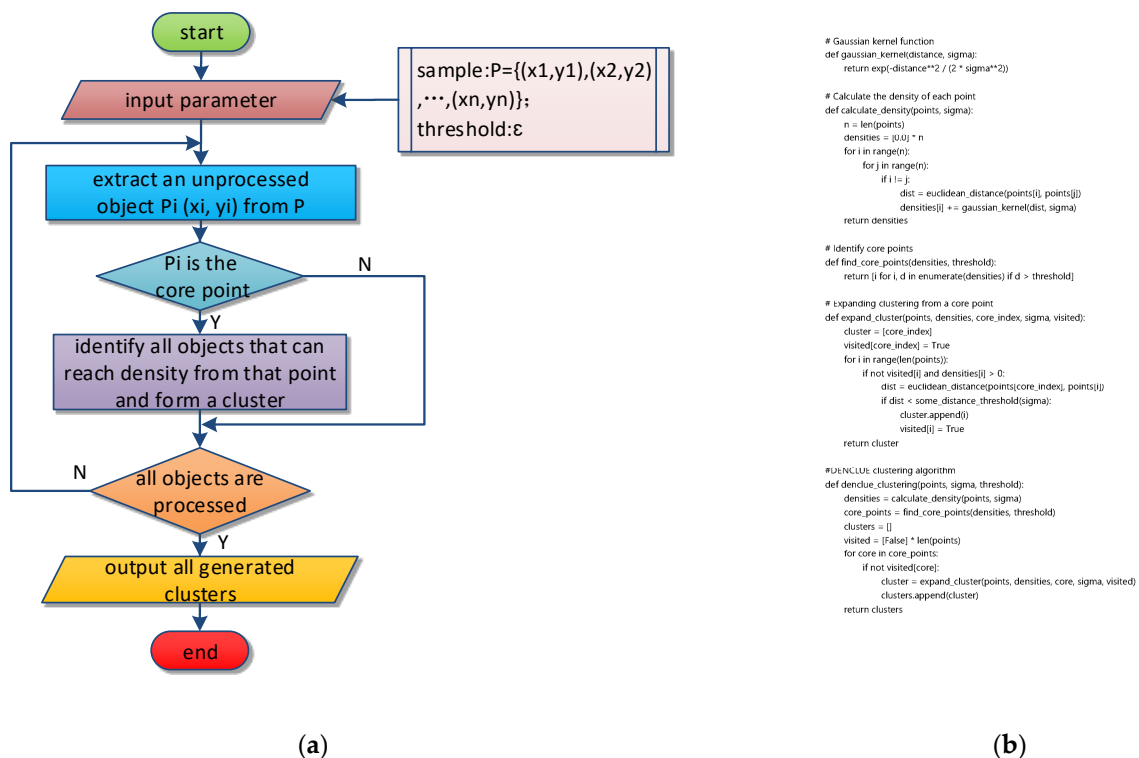 start
input parameter
sample:P={(x1,y1),(x2,y2)
,⋯,(xn,yn)};
threshold:ε
extract an unprocessed
object Pi (xi, yi) from P
Pi is the
core point
N
Y
identify all objects that can
reach density from that point
and form a cluster
N
all objects are
processed
Y
output all generated
clusters
end
(a)
# Gaussian kernel function
def gaussian_kernel(distance, sigma):
    return exp(-distance**2 / (2 * sigma**2))
# Calculate the density of each point
def calculate_density(points, sigma):
    n = len(points)
    densities = [0.0] * n
    for i in range(n):
        for j in range(n):
            if i != j:
                dist = euclidean_distance(points[i], points[j])
                densities[i] += gaussian_kernel(dist, sigma)
    return densities
# Identify core points
def find_core_points(densities, threshold):
    return [i for i, d in enumerate(densities) if d > threshold]
# Expanding clustering from a core point
def expand_cluster(points, densities, core_index, sigma, visited):
    cluster = [core_index]
    visited[core_index] = True
    for i in range(len(points)):
        if not visited[i] and densities[i] > 0:
            dist = euclidean_distance(points[core_index], points[i])
            if dist < some_distance_threshold(sigma):
                cluster.append(i)
                visited[i] = True
    return cluster
#DENCLUE clustering algorithm
def denclue_clustering(points, sigma, threshold):
    densities = calculate_density(points, sigma)
    core_points = find_core_points(densities, threshold)
    clusters = []
    visited = [False] * len(points)
    for core in core_points:
        if not visited[core]:
            cluster = expand_cluster(points, densities, core, sigma, visited)
            clusters.append(cluster)
    return clusters
(b)